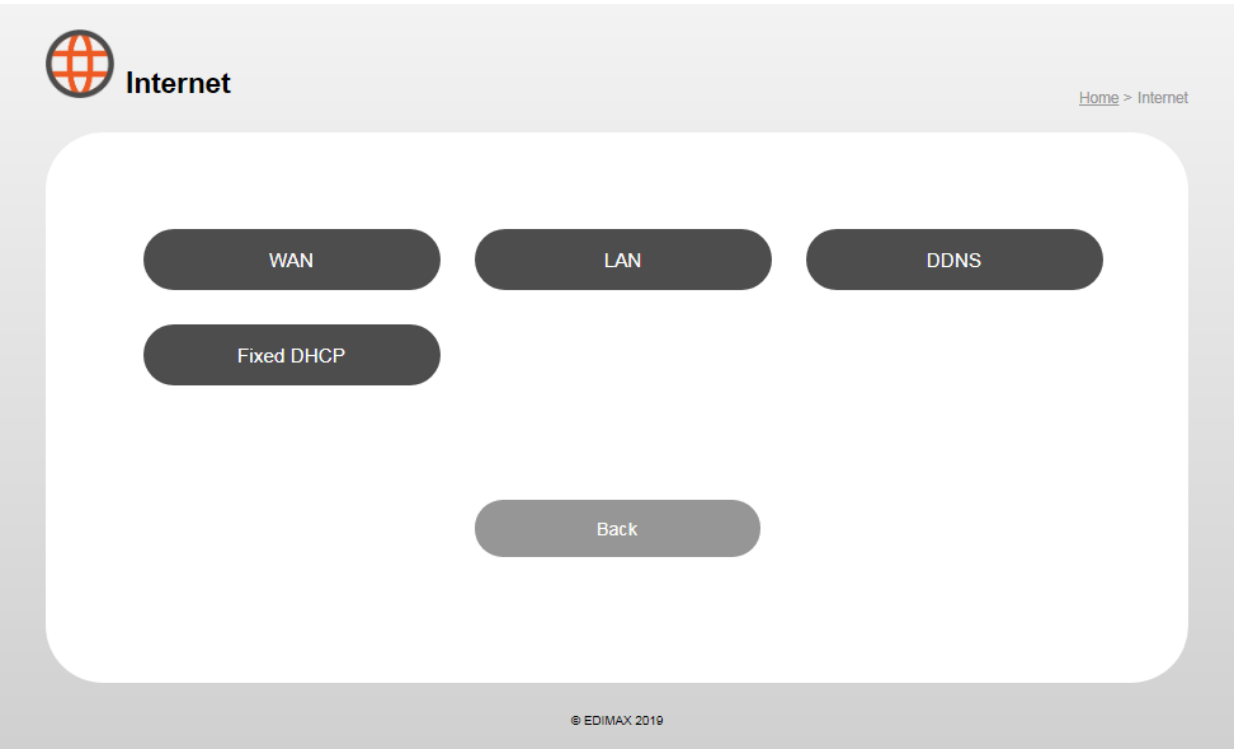 Internet
Home > Internet
WAN
LAN
DDNS
Fixed DHCP
Back
© EDIMAX 2019